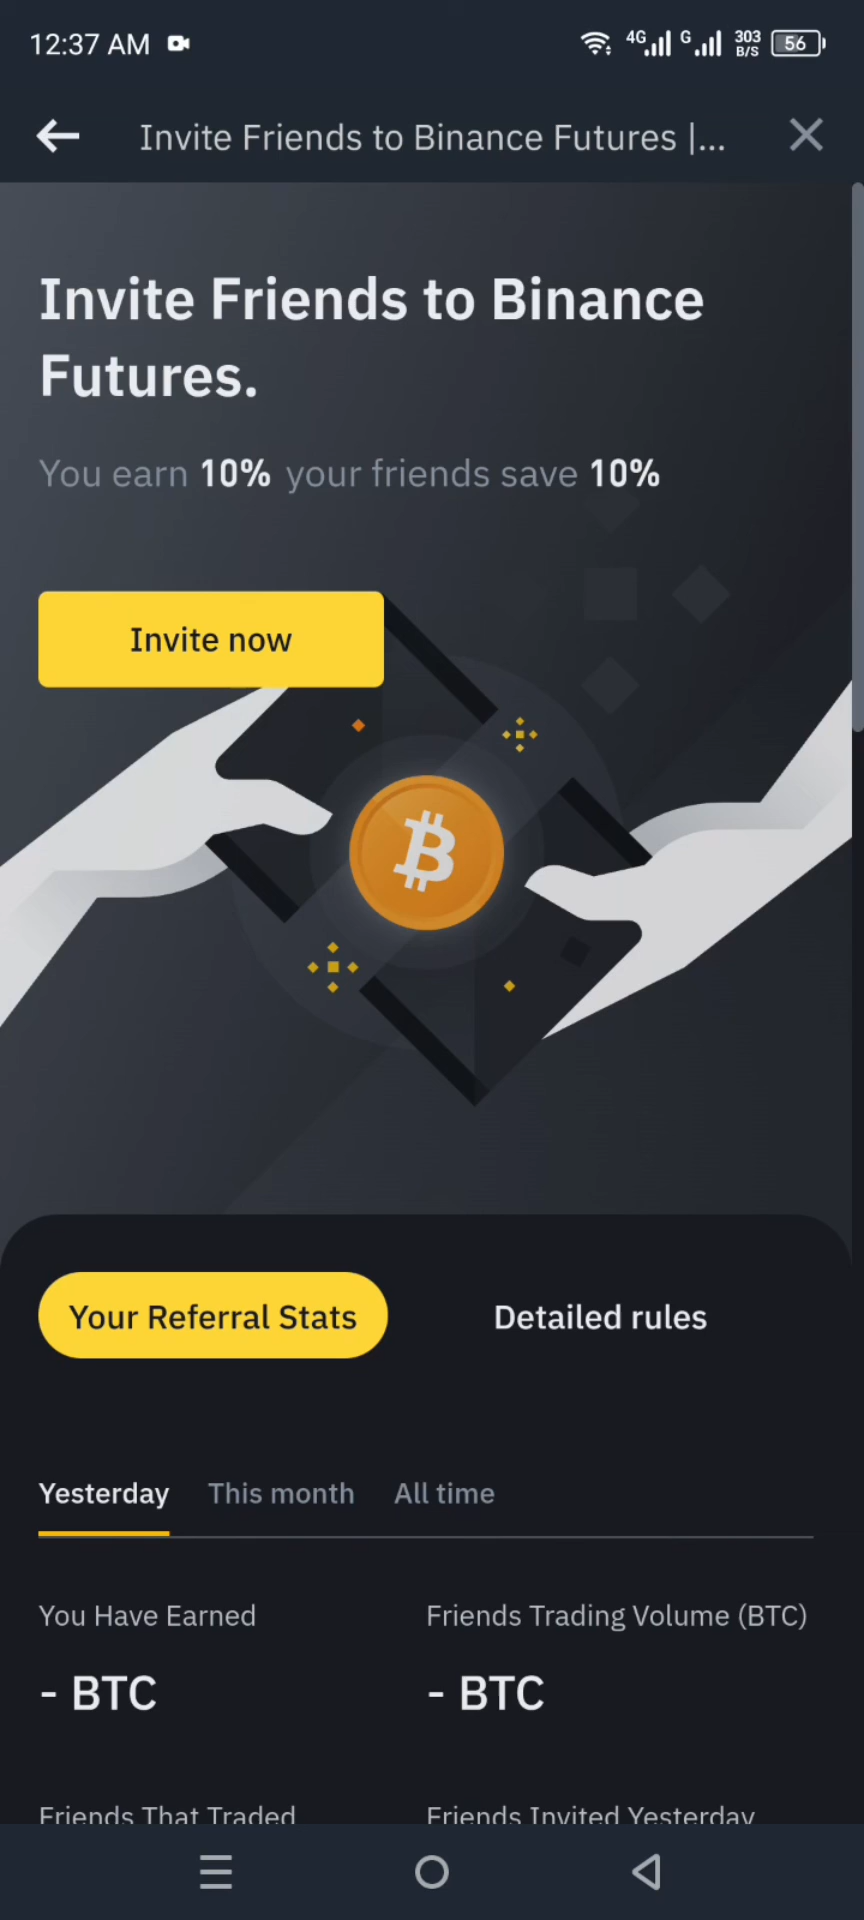 12:37 AM
4G G 303 B/S 56
Invite Friends to Binance Futures |...
Invite Friends to Binance
Futures.
You earn 10% your friends save 10%
Invite now
Your Referral Stats
Detailed rules
Yesterday
This month
All time
You Have Earned
Friends Trading Volume (BTC)
- BTC
- BTC
Friends That Traded
Friends Invited Yesterday